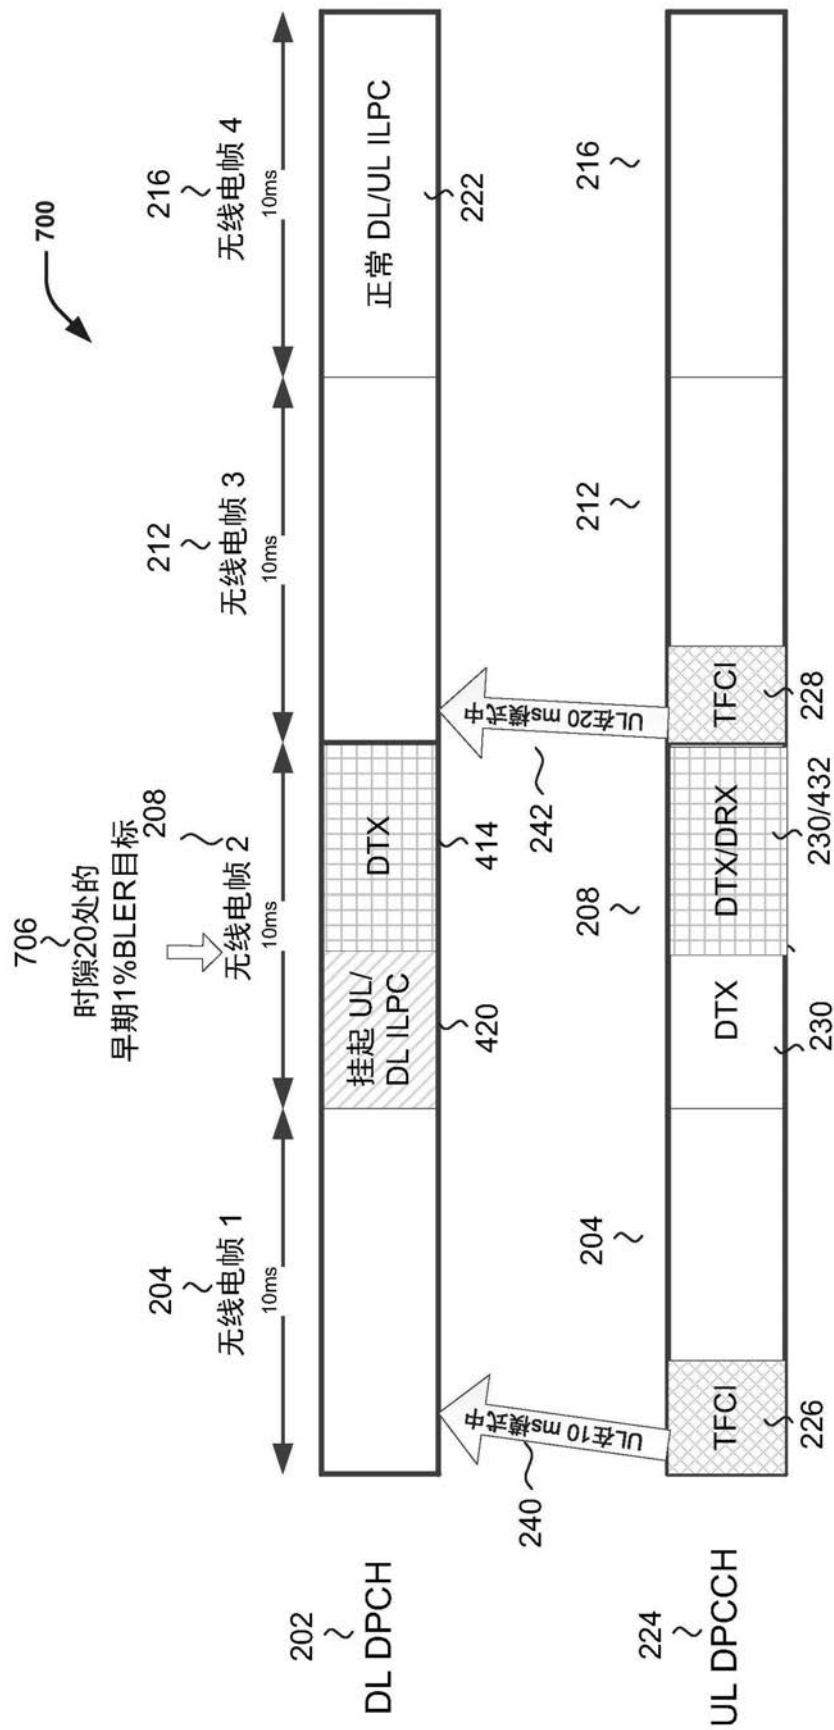 700
706
时隙20处的
早期1%BLER目标
204
无线电帧 1
10ms
208
无线电帧 2
10ms
212
无线电帧 3
10ms
216
无线电帧 4
10ms
202
DL DPCH
挂起 UL/
DL ILPC
420
DTX
414
正常 DL/UL ILPC
222
240
UL在10 ms模式中
242
UL在20 ms模式中
204
208
212
216
224
UL DPCCH
TFCI
226
DTX
230
DTX/DRX
230/432
TFCI
228